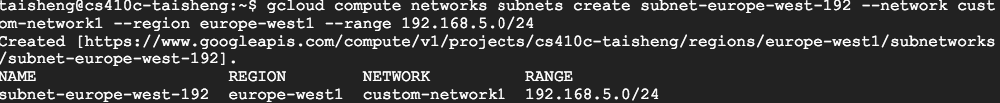 taisheng@cs410c-taisheng:~$ gcloud compute networks subnets create subnet-europe-west-192 --network cust
om-network1 --region europe-west1 --range 192.168.5.0/24
Created [https://www.googleapis.com/compute/v1/projects/cs410c-taisheng/regions/europe-west1/subnetworks
/subnet-europe-west-192].
NAME                    REGION        NETWORK          RANGE
subnet-europe-west-192  europe-west1  custom-network1  192.168.5.0/24